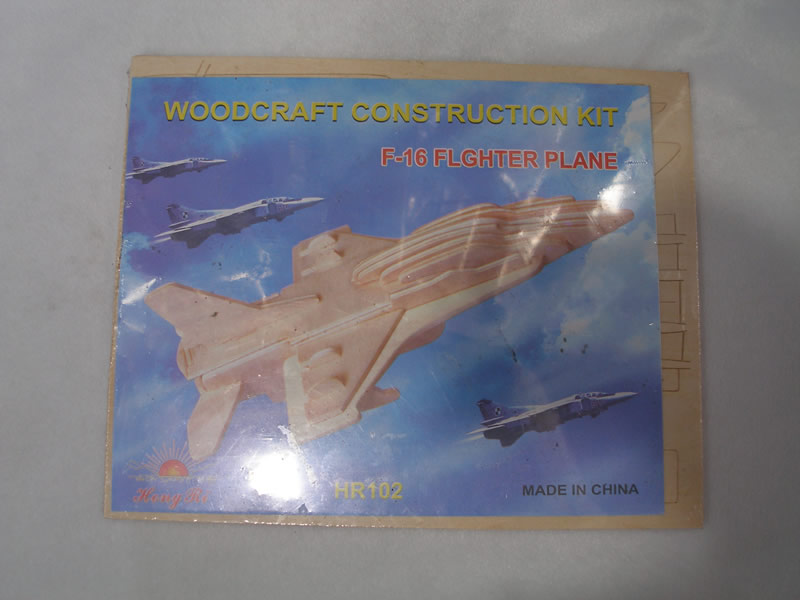 WOODCRAFT CONSTRUCTION KIT
F-16 FLGHTER PLANE
HR102
MADE IN CHINA